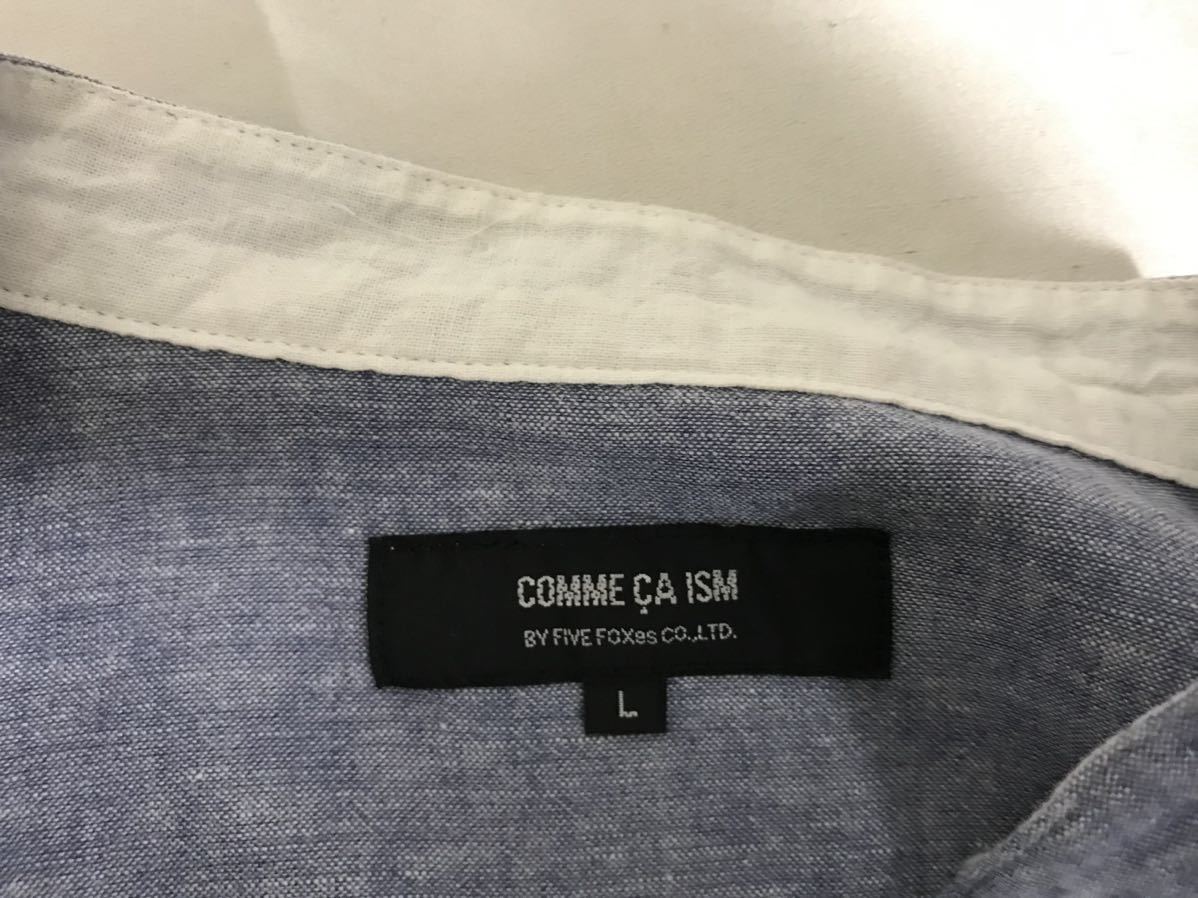 COMME ÇA ISM
BY FIVE FOXes CO.,LTD.
L